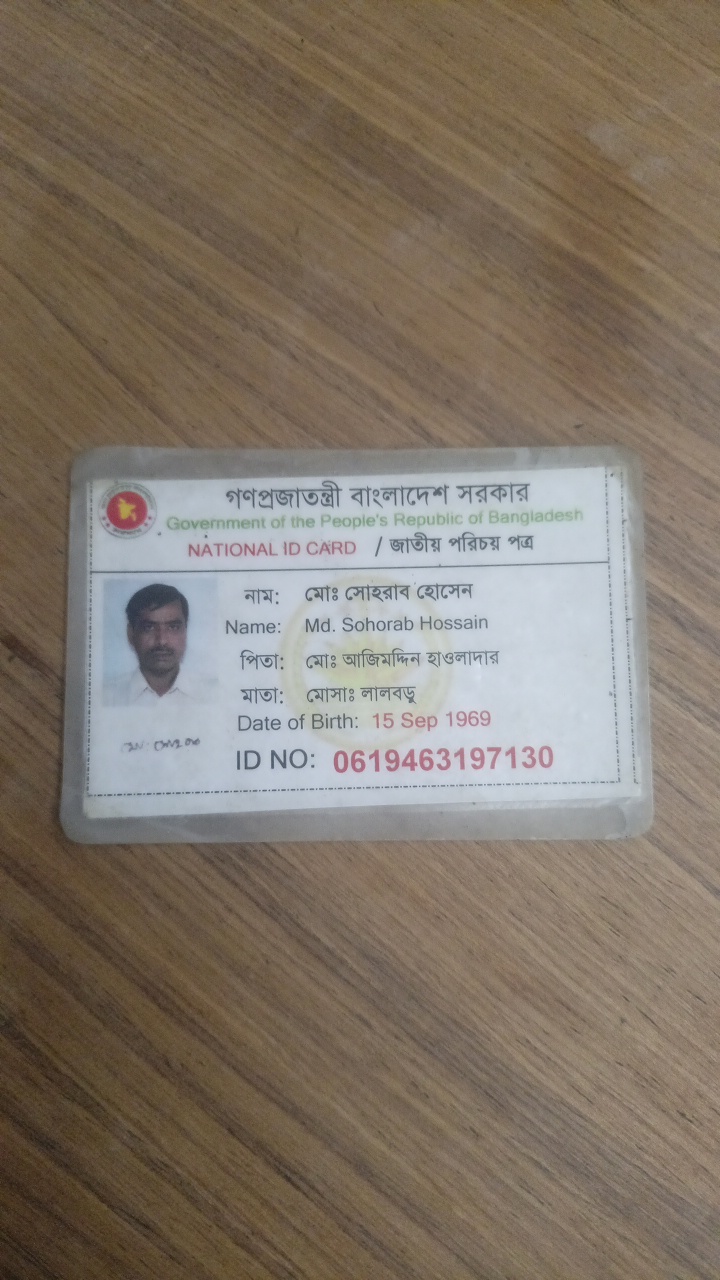 গণপ্রজাতন্ত্রী বাংলাদেশ সরকার
Government of the People's Republic of Bangladesh
NATIONAL ID CARD / জাতীয় পরিচয় পত্র
নাম: মোঃ সোহরাব হোসেন
Name: Md. Sohorab Hossain
পিতা: মোঃ আজিমদ্দিন হাওলাদার
মাতা: মোসাঃ লালবড়ু
Date of Birth: 15 Sep 1969
ID NO: 0619463197130